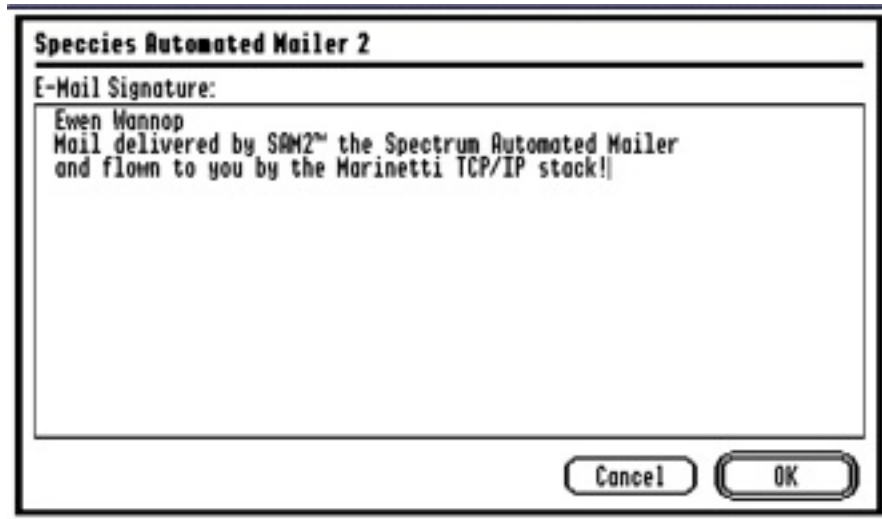 Speccies Automated Mailer 2
E-Mail Signature:
Ewen Wannop
Mail delivered by SAM2™ the Spectrum Automated Mailer
and flown to you by the Marinetti TCP/IP stack!
Cancel
OK